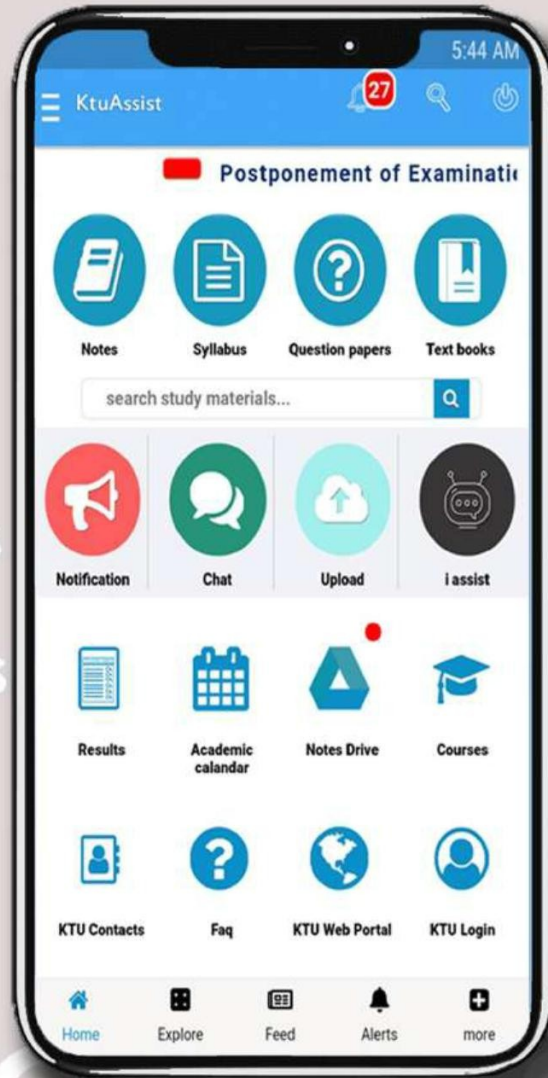 5:44 AM
KtuAssist
27
Postponement of Examinati
Notes Syllabus Question papers Text books
search study materials...
Notification Chat Upload i assist
Results Academic calandar Notes Drive Courses
KTU Contacts Faq KTU Web Portal KTU Login
Home Explore Feed Alerts more